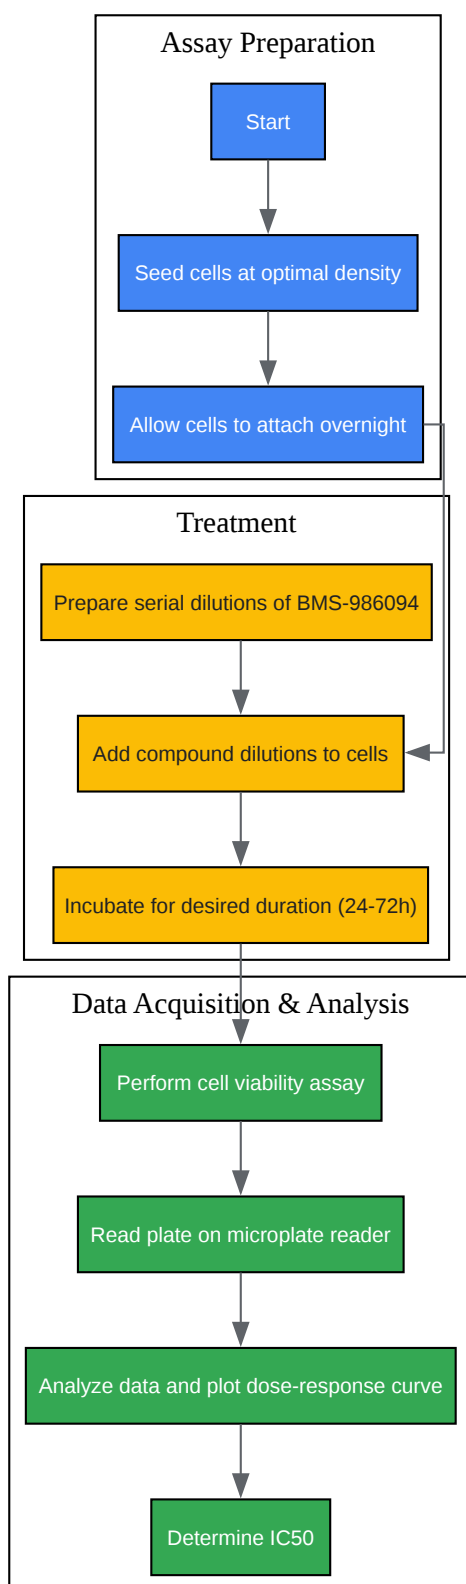 Assay Preparation
Start
Seed cells at optimal density
Allow cells to attach overnight
Treatment
Prepare serial dilutions of BMS-986094
Add compound dilutions to cells
Incubate for desired duration (24-72h)
Data Acquisition & Analysis
Perform cell viability assay
Read plate on microplate reader
Analyze data and plot dose-response curve
Determine IC50